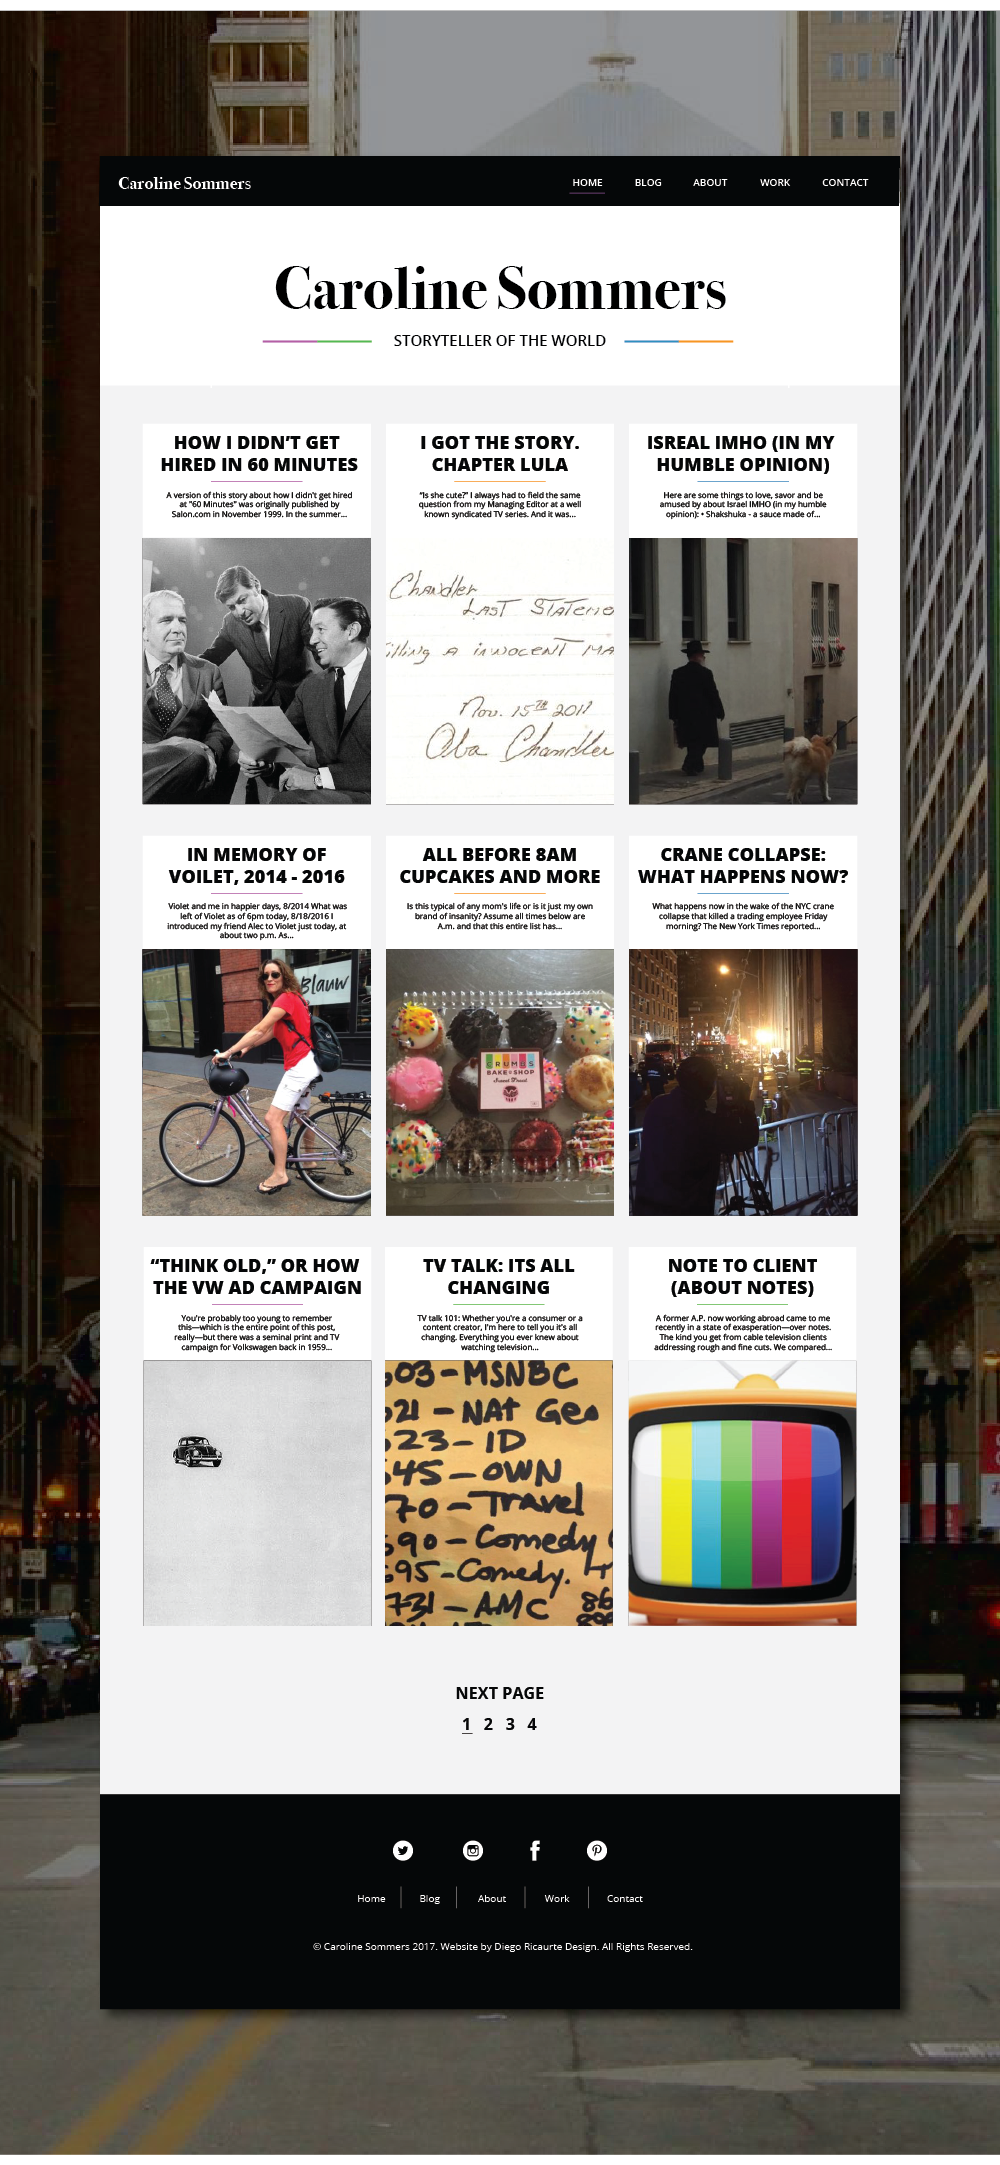 Caroline Sommers
HOME BLOG ABOUT WORK CONTACT
Caroline Sommers
STORYTELLER OF THE WORLD
HOW I DIDN’T GET
HIRED IN 60 MINUTES
A version of this story about how I didn't get hired
at "60 Minutes" was originally published by
Salon.com in November 1999. In the summer...
I GOT THE STORY.
CHAPTER LULA
“Is she cute?” I always had to field the same
question from my Managing Editor at a well
known syndicated TV series. And it was...
ISREAL IMHO (IN MY
HUMBLE OPINION)
Here are some things to love, savor and be
amused by about Israel IMHO (in my humble
opinion): • Shakshuka - a sauce made of...
Chandler
Last Stateme
illing a innocent ma
Nov. 15TH 2011
Oba Chandler
IN MEMORY OF
VOILET, 2014 - 2016
Violet and me in happier days, 8/2014 What was
left of Violet as of 6pm today, 8/18/2016 I
introduced my friend Alec to Violet just today, at
about two p.m. As...
ALL BEFORE 8AM
CUPCAKES AND MORE
Is this typical of any mom's life or is it just my own
brand of insanity? Assume all times below are
A.m. and that this entire list has...
CRANE COLLAPSE:
WHAT HAPPENS NOW?
What happens now in the wake of the NYC crane
collapse that killed a trading employee Friday
morning? The New York Times reported...
Blauw
CRUMBS
BAKE SHOP
“THINK OLD,” OR HOW
THE VW AD CAMPAIGN
You're probably too young to remember
this—which is the entire point of this post,
really—but there was a seminal print and TV
campaign for Volkswagen back in 1959...
TV TALK: ITS ALL
CHANGING
TV talk 101: Whether you're a consumer or a
content creator, I'm here to tell you it's all
changing. Everything you ever knew about
watching television...
NOTE TO CLIENT
(ABOUT NOTES)
A former A.P. now working abroad came to me
recently in a state of exasperation—over notes.
The kind you get from cable television clients
addressing rough and fine cuts. We compared...
603 - MSNBC
621 - NAt Geo
623 - ID
645 - OWN
670 - Travel
690 - Comedy
695 - Comedy.
731 - AMC
NEXT PAGE
1 2 3 4
Home Blog About Work Contact
© Caroline Sommers 2017. Website by Diego Ricaurte Design. All Rights Reserved.